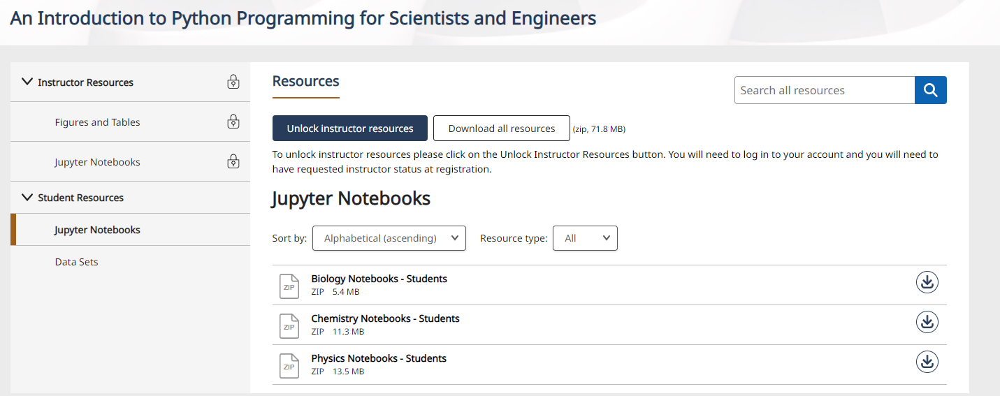 An Introduction to Python Programming for Scientists and Engineers
Instructor Resources
Figures and Tables
Jupyter Notebooks
Student Resources
Jupyter Notebooks
Data Sets
Resources
Search all resources
Unlock instructor resources
Download all resources
(zip, 71.8 MB)
To unlock instructor resources please click on the Unlock Instructor Resources button. You will need to log in to your account and you will need to
have requested instructor status at registration.
Jupyter Notebooks
Sort by:
Alphabetical (ascending)
Resource type:
All
ZIP
Biology Notebooks - Students
ZIP 5.4 MB
ZIP
Chemistry Notebooks - Students
ZIP 11.3 MB
ZIP
Physics Notebooks - Students
ZIP 13.5 MB